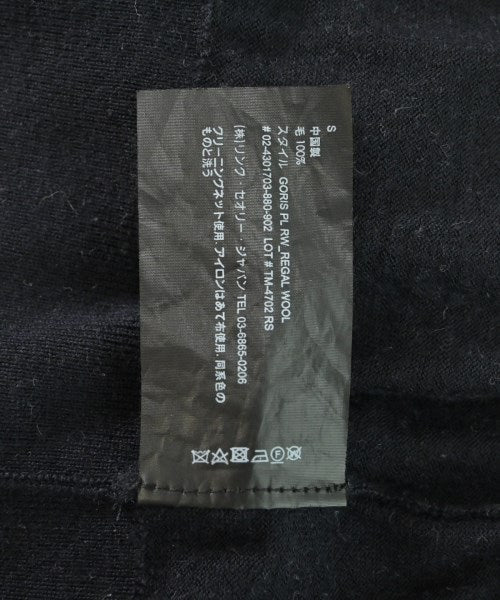 S
中国製
毛 100%
スタイル GORIS PL RW_REGAL WOOL
# 02-4301703-880-902 LOT # TM-4702 RS
(株)リンク・セオリー・ジャパン TEL 03-6865-0206
クリーニングネット使用. アイロンはあて布使用. 同系色の
ものと洗う